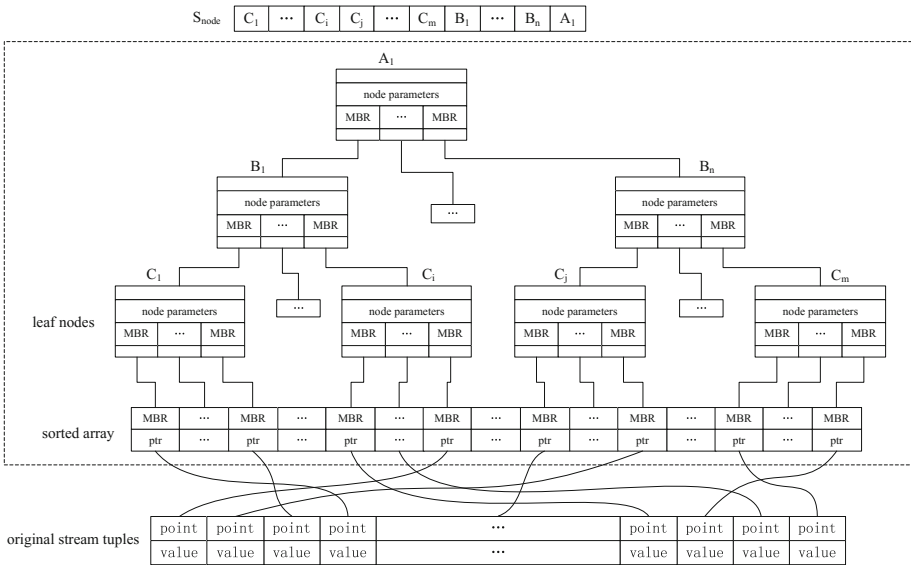 S_node C_1 ··· C_i C_j ··· C_m B_1 ··· B_n A_1
A_1
node parameters
MBR ··· MBR
B_1 B_n
node parameters ··· node parameters
MBR ··· MBR MBR ··· MBR
C_1 C_i C_j C_m
··· ···
leaf nodes node parameters node parameters node parameters node parameters
MBR ··· MBR MBR ··· MBR MBR ··· MBR MBR ··· MBR
MBR ··· MBR ··· MBR ··· MBR ··· MBR ··· MBR ··· MBR ··· MBR
sorted array ptr ··· ptr ··· ptr ··· ptr ··· ptr ··· ptr ··· ptr ··· ptr
original stream tuples point point point point ··· point point point point
value value value value ··· value value value value